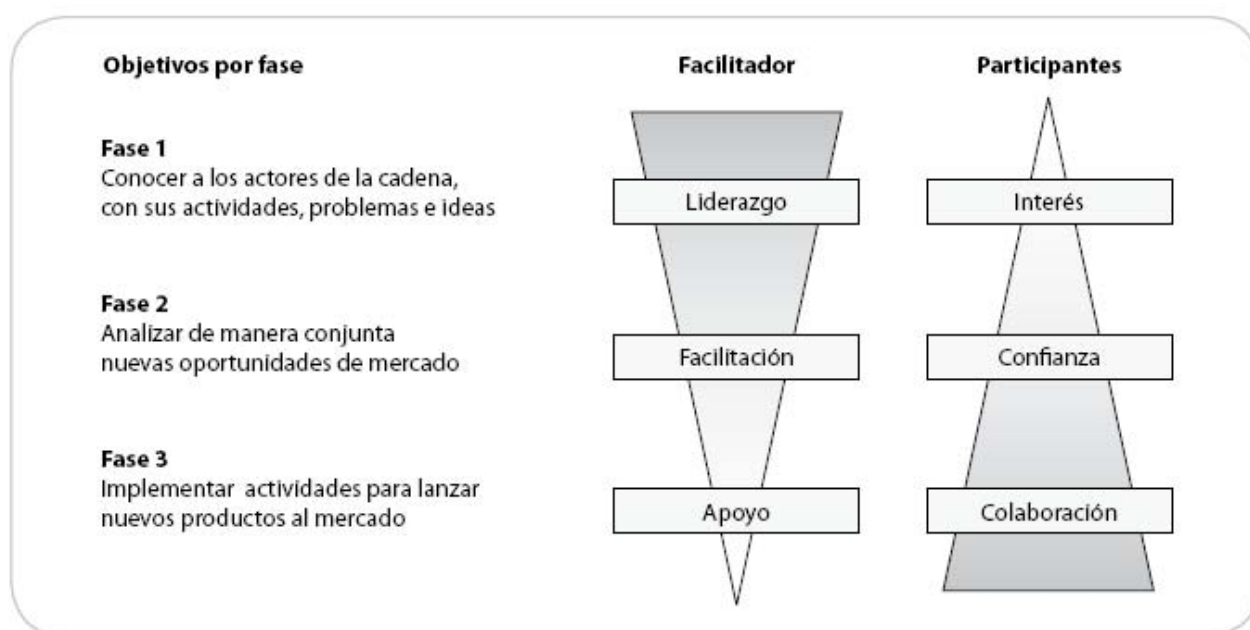 Objetivos por fase
Facilitador
Participantes
Fase 1
Conocer a los actores de la cadena,
con sus actividades, problemas e ideas
Liderazgo
Interés
Fase 2
Analizar de manera conjunta
nuevas oportunidades de mercado
Facilitación
Confianza
Fase 3
Implementar actividades para lanzar
nuevos productos al mercado
Apoyo
Colaboración